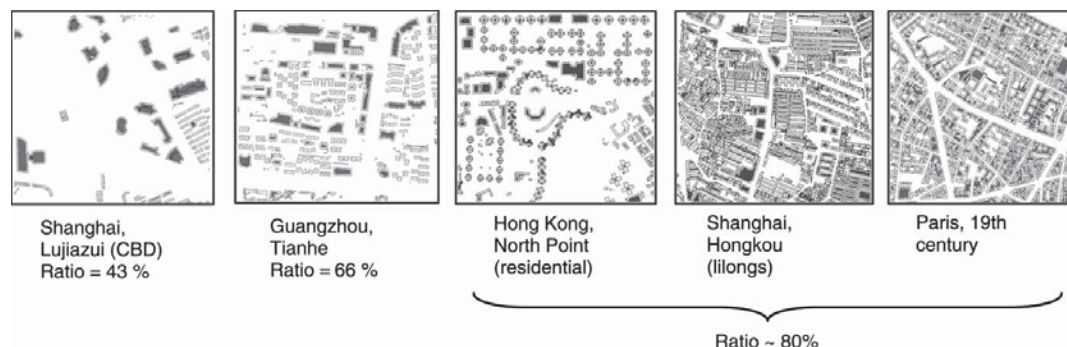 Shanghai,
Lujiazui (CBD)
Ratio = 43 %
Guangzhou,
Tianhe
Ratio = 66 %
Hong Kong,
North Point
(residential)
Shanghai,
Hongkou
(lilongs)
Paris, 19th
century
Ratio ~ 80%